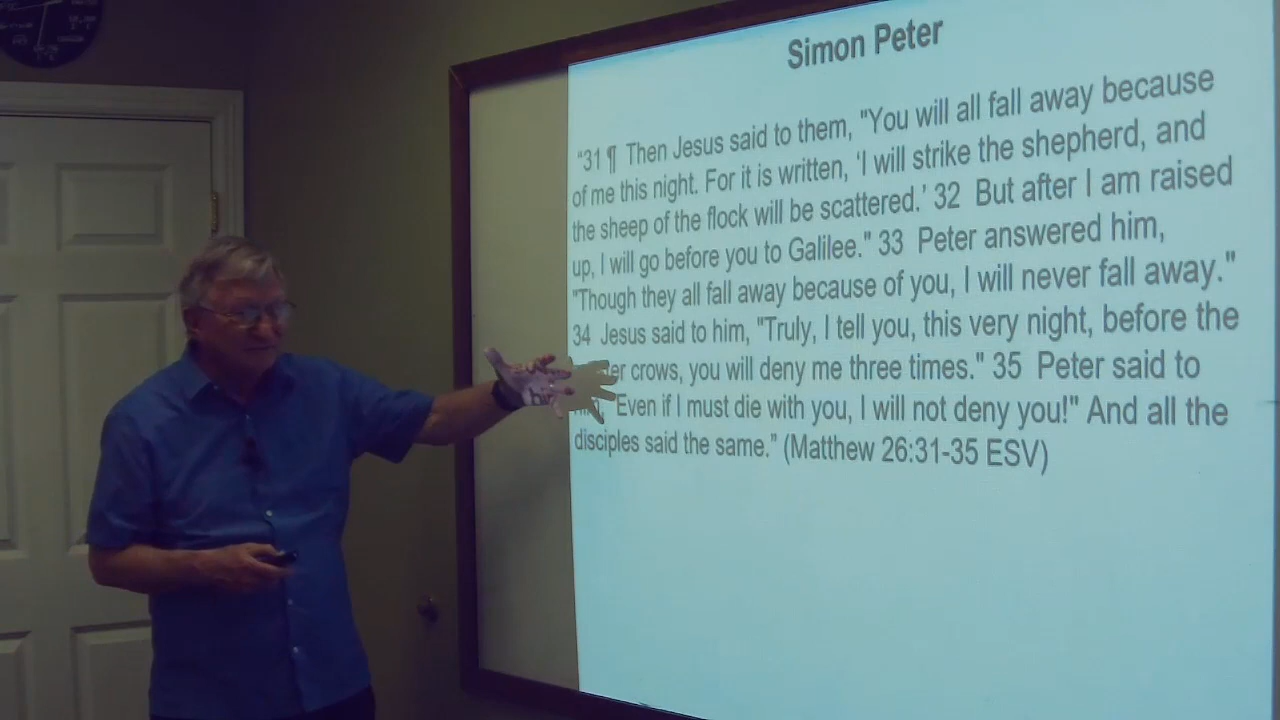 Simon Peter
"31 ¶ Then Jesus said to them, "You will all fall away because
of me this night. For it is written, 'I will strike the shepherd, and
the sheep of the flock will be scattered.' 32 But after I am raised
up, I will go before you to Galilee." 33 Peter answered him,
"Though they all fall away because of you, I will never fall away."
34 Jesus said to him, "Truly, I tell you, this very night, before the
crows, you will deny me three times." 35 Peter said to
"Even if I must die with you, I will not deny you!" And all the
disciples said the same." (Matthew 26:31-35 ESV)